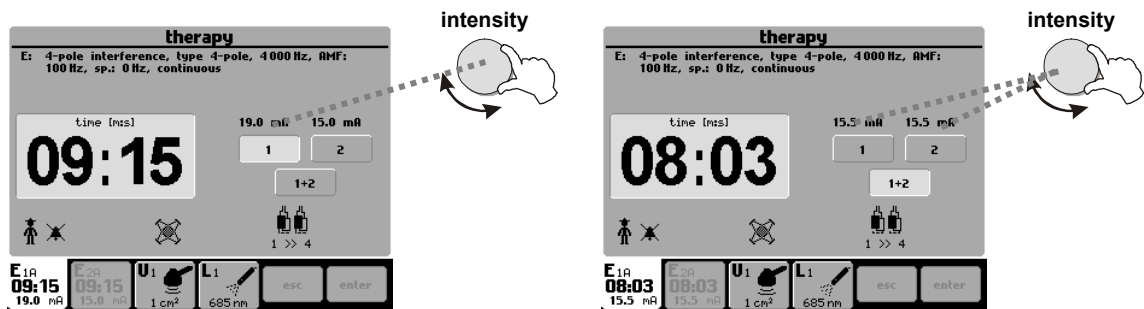 intensity
therapy
E: 4-pole interference, type 4-pole, 4000 Hz, AMF:
100 Hz, sp.: 0 Hz, continuous
time [m:s]
09:15
19.0 mA 15.0 mA
1 2
1+2
1 >> 4
E1A E2A U1 L1
09:15 09:15 esc enter
19.0 mA 15.0 mA 1 cm² 685 nm
intensity
therapy
E: 4-pole interference, type 4-pole, 4000 Hz, AMF:
100 Hz, sp.: 0 Hz, continuous
time [m:s]
08:03
15.5 mA 15.5 mA
1 2
1+2
1 >> 4
E1A E2A U1 L1
08:03 08:03 esc enter
15.5 mA 15.5 mA 1 cm² 685 nm